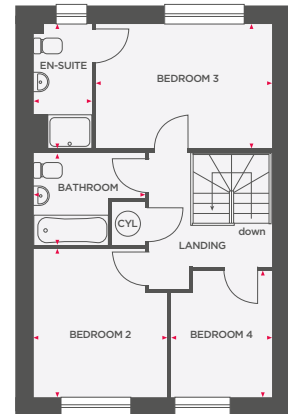 EN-SUITE
BEDROOM 3
BATHROOM
CYL
down
LANDING
BEDROOM 2
BEDROOM 4